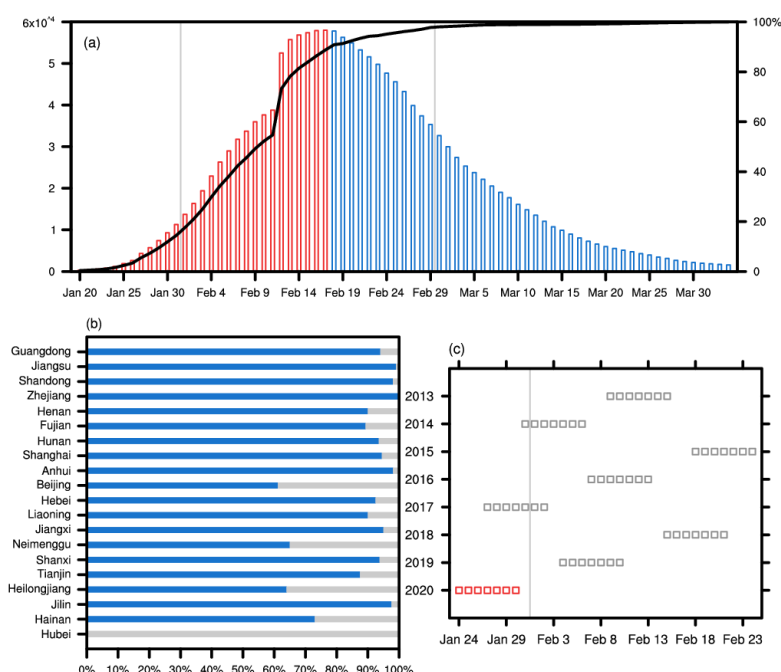 6x10^4
100%
(a)
5
80
4
60
3
40
2
20
1
0
0
Jan 20 Jan 25 Jan 30 Feb 4 Feb 9 Feb 14 Feb 19 Feb 24 Feb 29 Mar 5 Mar 10 Mar 15 Mar 20 Mar 25 Mar 30
(b)
Guangdong
Jiangsu
Shandong
Zhejiang
Henan
Fujian
Hunan
Shanghai
Anhui
Beijing
Hebei
Liaoning
Jiangxi
Neimenggu
Shanxi
Tianjin
Heilongjiang
Jilin
Hainan
Hubei
0% 10% 20% 30% 40% 50% 60% 70% 80% 90% 100%
(c)
2013
2014
2015
2016
2017
2018
2019
2020
Jan 24 Jan 29 Feb 3 Feb 8 Feb 13 Feb 18 Feb 23